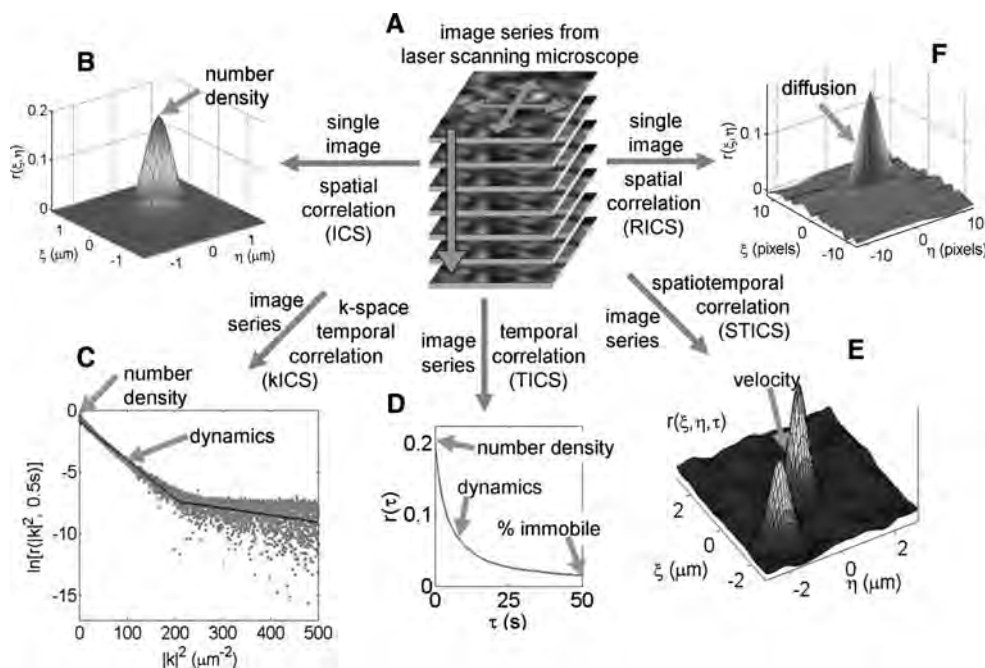 A
image series from
laser scanning microscope
B
number
density
0.2
0.1
0
r(ξ,η)
1
0
-1
ξ (μm)
-1
0
1
η (μm)
single
image
spatial
correlation
(ICS)
single
image
spatial
correlation
(RICS)
F
diffusion
0.1
0
r(ξ,η)
10
0
-10
ξ (pixels)
-10
0
10
η (pixels)
image
series
k-space
temporal
correlation
(kICS)
image
series
temporal
correlation
(TICS)
spatiotemporal
correlation
(STICS)
image
series
C
number
density
dynamics
0
-5
-10
-15
ln[r(|k|², 0.5s)]
0
100
200
300
400
500
|k|² (μm⁻²)
D
number density
dynamics
% immobile
0.2
0.1
0
r(τ)
0
25
50
τ (s)
E
velocity
r(ξ,η,τ)
2
0
-2
ξ (μm)
-2
0
2
η (μm)